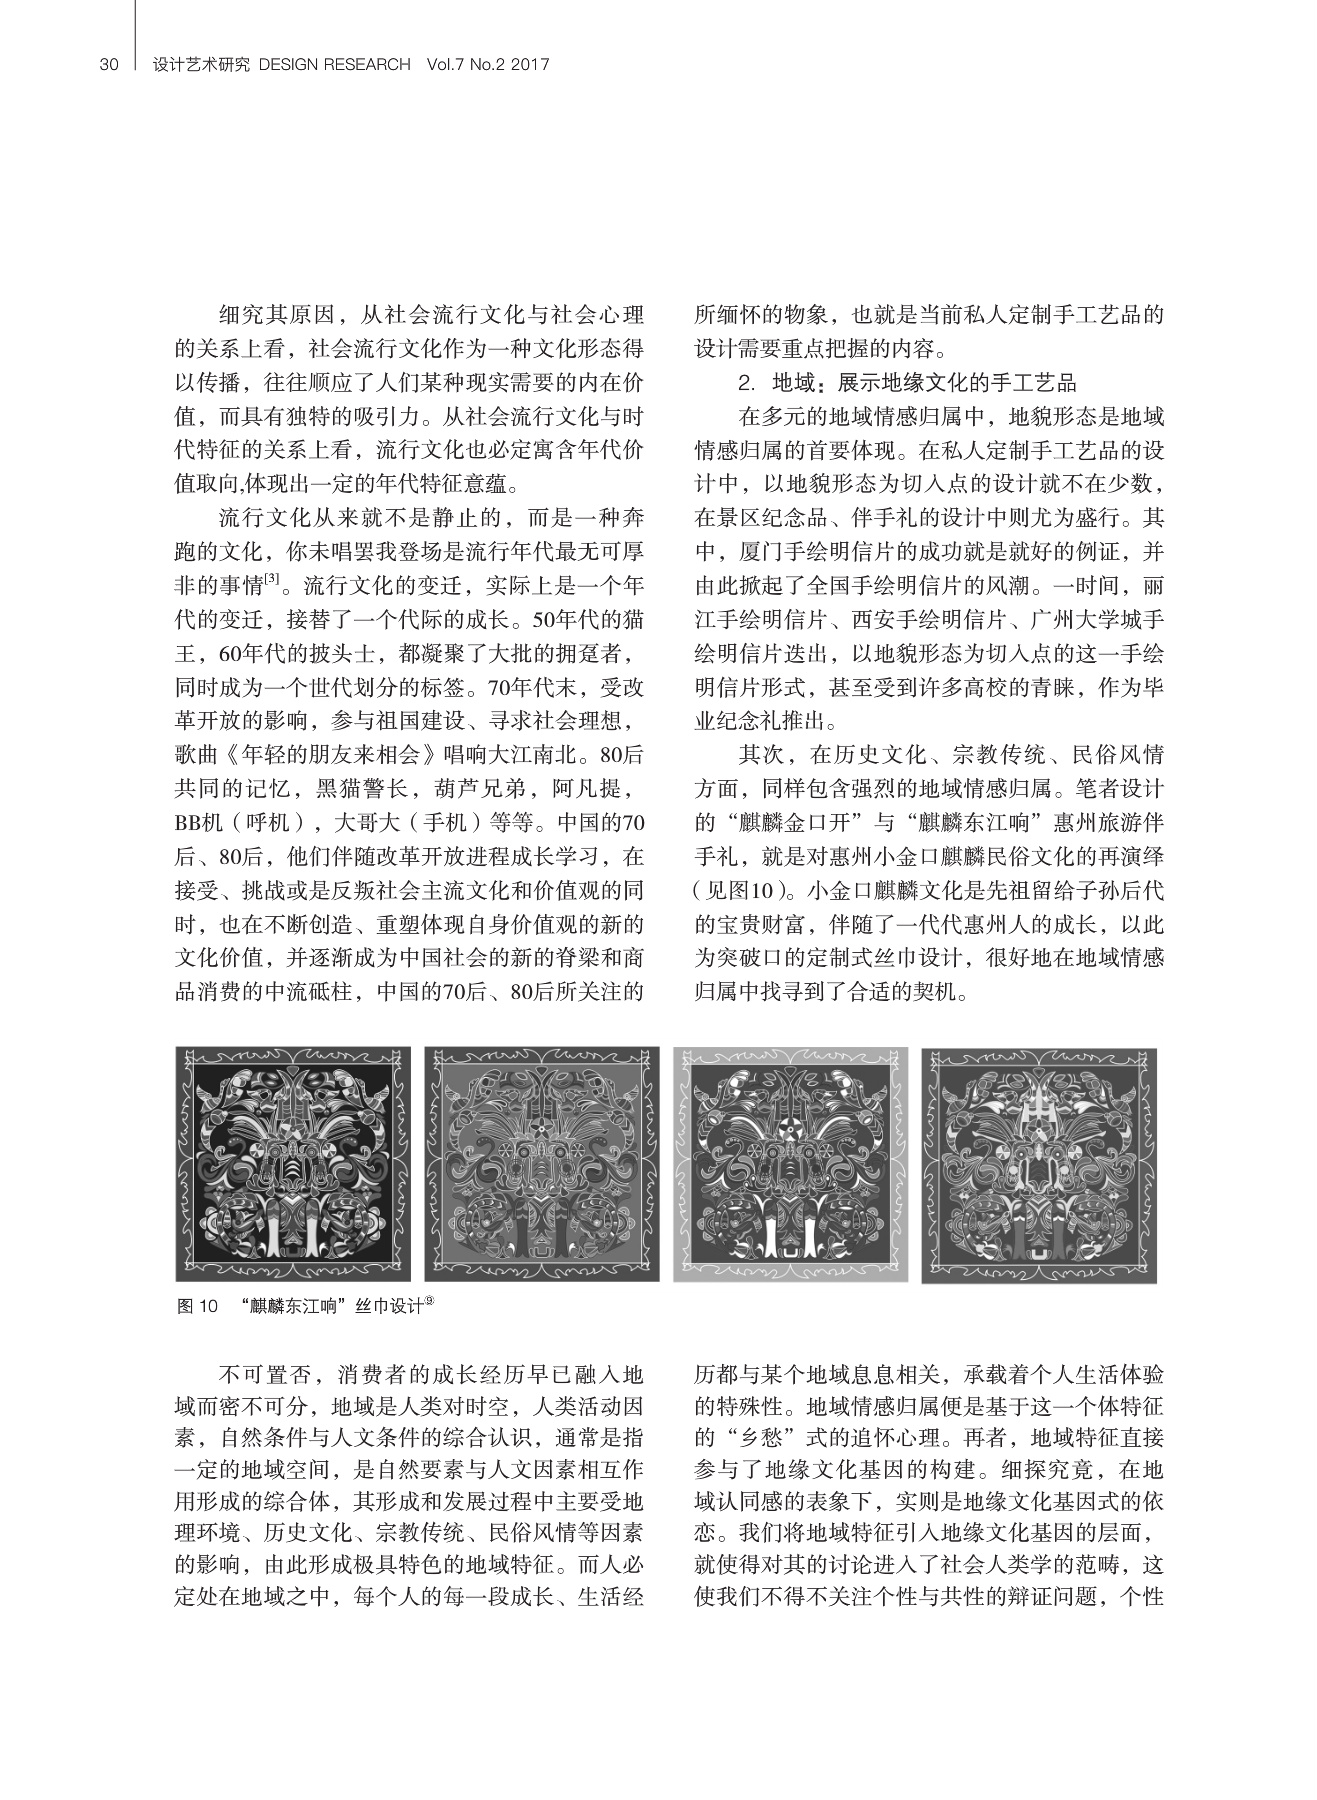 30 设计艺术研究 DESIGN RESEARCH Vol.7 No.2 2017
细究其原因，从社会流行文化与社会心理
的关系上看，社会流行文化作为一种文化形态得
以传播，往往顺应了人们某种现实需要的内在价
值，而具有独特的吸引力。从社会流行文化与时
代特征的关系上看，流行文化也必定寓含年代价
值取向,体现出一定的年代特征意蕴。
流行文化从来就不是静止的，而是一种奔
跑的文化，你未唱罢我登场是流行年代最无可厚
非的事情[3]。流行文化的变迁，实际上是一个年
代的变迁，接替了一个代际的成长。50年代的猫
王，60年代的披头士，都凝聚了大批的拥趸者，
同时成为一个世代划分的标签。70年代末，受改
革开放的影响，参与祖国建设、寻求社会理想，
歌曲《年轻的朋友来相会》唱响大江南北。80后
共同的记忆，黑猫警长，葫芦兄弟，阿凡提，
BB机（呼机），大哥大（手机）等等。中国的70
后、80后，他们伴随改革开放进程成长学习，在
接受、挑战或是反叛社会主流文化和价值观的同
时，也在不断创造、重塑体现自身价值观的新的
文化价值，并逐渐成为中国社会的新的脊梁和商
品消费的中流砥柱，中国的70后、80后所关注的
所缅怀的物象，也就是当前私人定制手工艺品的
设计需要重点把握的内容。
2. 地域：展示地缘文化的手工艺品
在多元的地域情感归属中，地貌形态是地域
情感归属的首要体现。在私人定制手工艺品的设
计中，以地貌形态为切入点的设计就不在少数，
在景区纪念品、伴手礼的设计中则尤为盛行。其
中，厦门手绘明信片的成功就是就好的例证，并
由此掀起了全国手绘明信片的风潮。一时间，丽
江手绘明信片、西安手绘明信片、广州大学城手
绘明信片迭出，以地貌形态为切入点的这一手绘
明信片形式，甚至受到许多高校的青睐，作为毕
业纪念礼推出。
其次，在历史文化、宗教传统、民俗风情
方面，同样包含强烈的地域情感归属。笔者设计
的“麒麟金口开”与“麒麟东江响”惠州旅游伴
手礼，就是对惠州小金口麒麟民俗文化的再演绎
（见图10）。小金口麒麟文化是先祖留给子孙后代
的宝贵财富，伴随了一代代惠州人的成长，以此
为突破口的定制式丝巾设计，很好地在地域情感
归属中找寻到了合适的契机。
图 10 “麒麟东江响”丝巾设计⑨
不可置否，消费者的成长经历早已融入地
域而密不可分，地域是人类对时空，人类活动因
素，自然条件与人文条件的综合认识，通常是指
一定的地域空间，是自然要素与人文因素相互作
用形成的综合体，其形成和发展过程中主要受地
理环境、历史文化、宗教传统、民俗风情等因素
的影响，由此形成极具特色的地域特征。而人必
定处在地域之中，每个人的每一段成长、生活经
历都与某个地域息息相关，承载着个人生活体验
的特殊性。地域情感归属便是基于这一个体特征
的“乡愁”式的追怀心理。再者，地域特征直接
参与了地缘文化基因的构建。细探究竟，在地
域认同感的表象下，实则是地缘文化基因式的依
恋。我们将地域特征引入地缘文化基因的层面，
就使得对其的讨论进入了社会人类学的范畴，这
使我们不得不关注个性与共性的辩证问题，个性